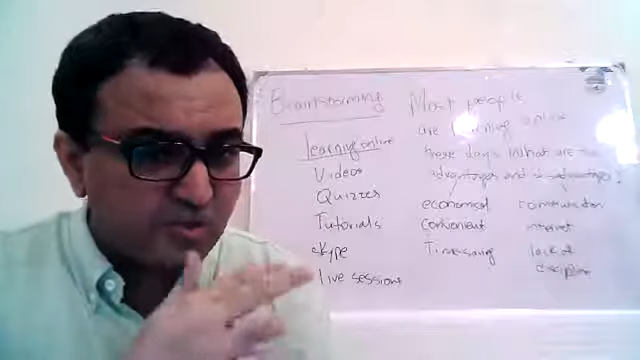 Brainstorming
learning online
Videos
Quizzes
Tutorials
skype
live sessions
Most people
are learning online
these days. What are the
advantages and disadvantages?
economical
convenient
Time saving
communication
internet
lack of
discipline